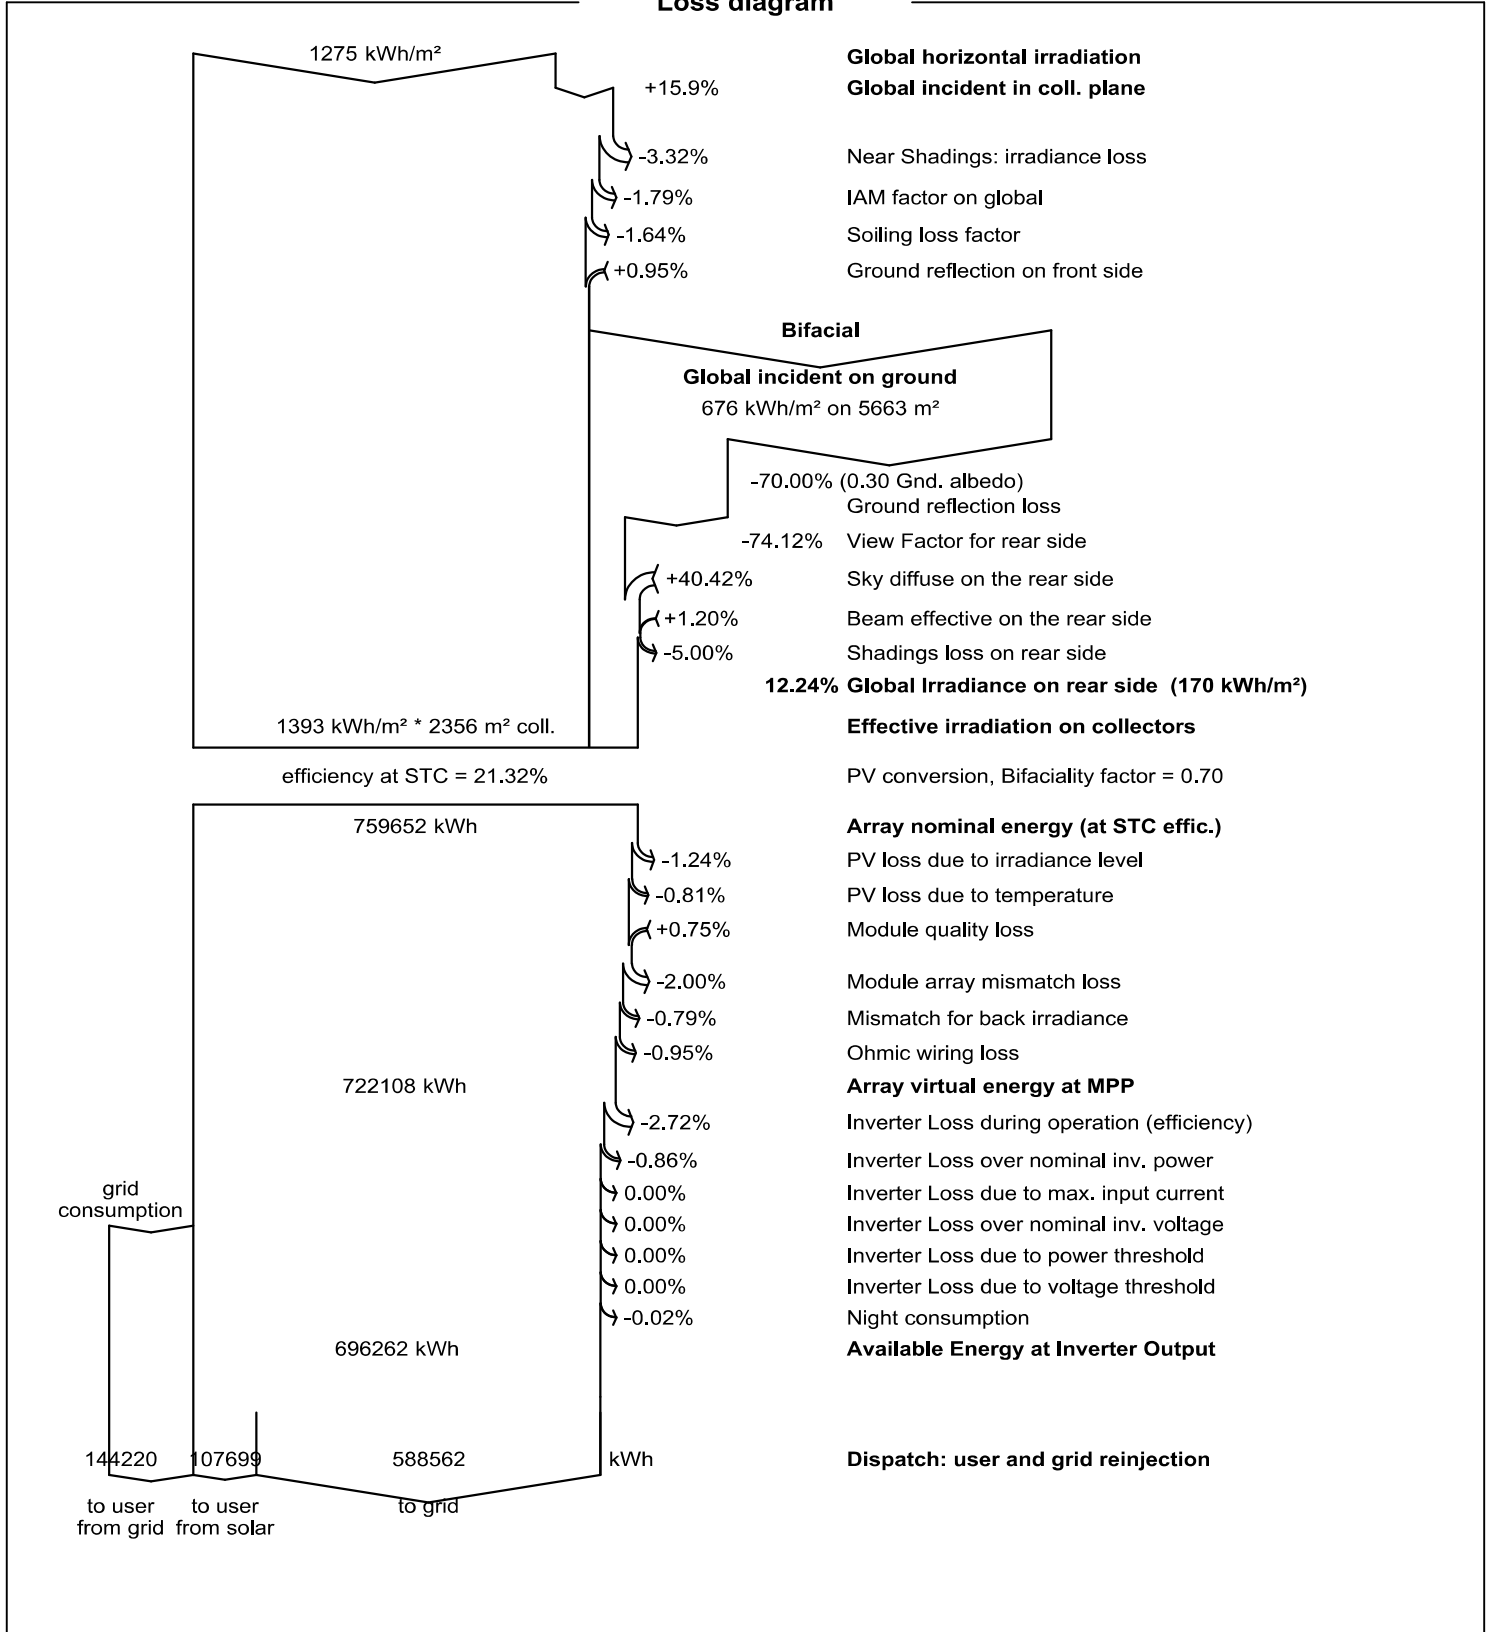 Loss diagram
1275 kWh/m²
Global horizontal irradiation
+15.9%
Global incident in coll. plane
-3.32%
Near Shadings: irradiance loss
-1.79%
IAM factor on global
-1.64%
Soiling loss factor
+0.95%
Ground reflection on front side
Bifacial
Global incident on ground
676 kWh/m² on 5663 m²
-70.00% (0.30 Gnd. albedo)
Ground reflection loss
-74.12%
View Factor for rear side
+40.42%
Sky diffuse on the rear side
+1.20%
Beam effective on the rear side
-5.00%
Shadings loss on rear side
12.24% Global Irradiance on rear side (170 kWh/m²)
1393 kWh/m² * 2356 m² coll.
Effective irradiation on collectors
efficiency at STC = 21.32%
PV conversion, Bifaciality factor = 0.70
759652 kWh
Array nominal energy (at STC effic.)
-1.24%
PV loss due to irradiance level
-0.81%
PV loss due to temperature
+0.75%
Module quality loss
-2.00%
Module array mismatch loss
-0.79%
Mismatch for back irradiance
-0.95%
Ohmic wiring loss
722108 kWh
Array virtual energy at MPP
-2.72%
Inverter Loss during operation (efficiency)
-0.86%
Inverter Loss over nominal inv. power
0.00%
Inverter Loss due to max. input current
0.00%
Inverter Loss over nominal inv. voltage
0.00%
Inverter Loss due to power threshold
0.00%
Inverter Loss due to voltage threshold
-0.02%
Night consumption
grid
consumption
696262 kWh
Available Energy at Inverter Output
144220
107699
588562
kWh
Dispatch: user and grid reinjection
to user
from grid
to user
from solar
to grid